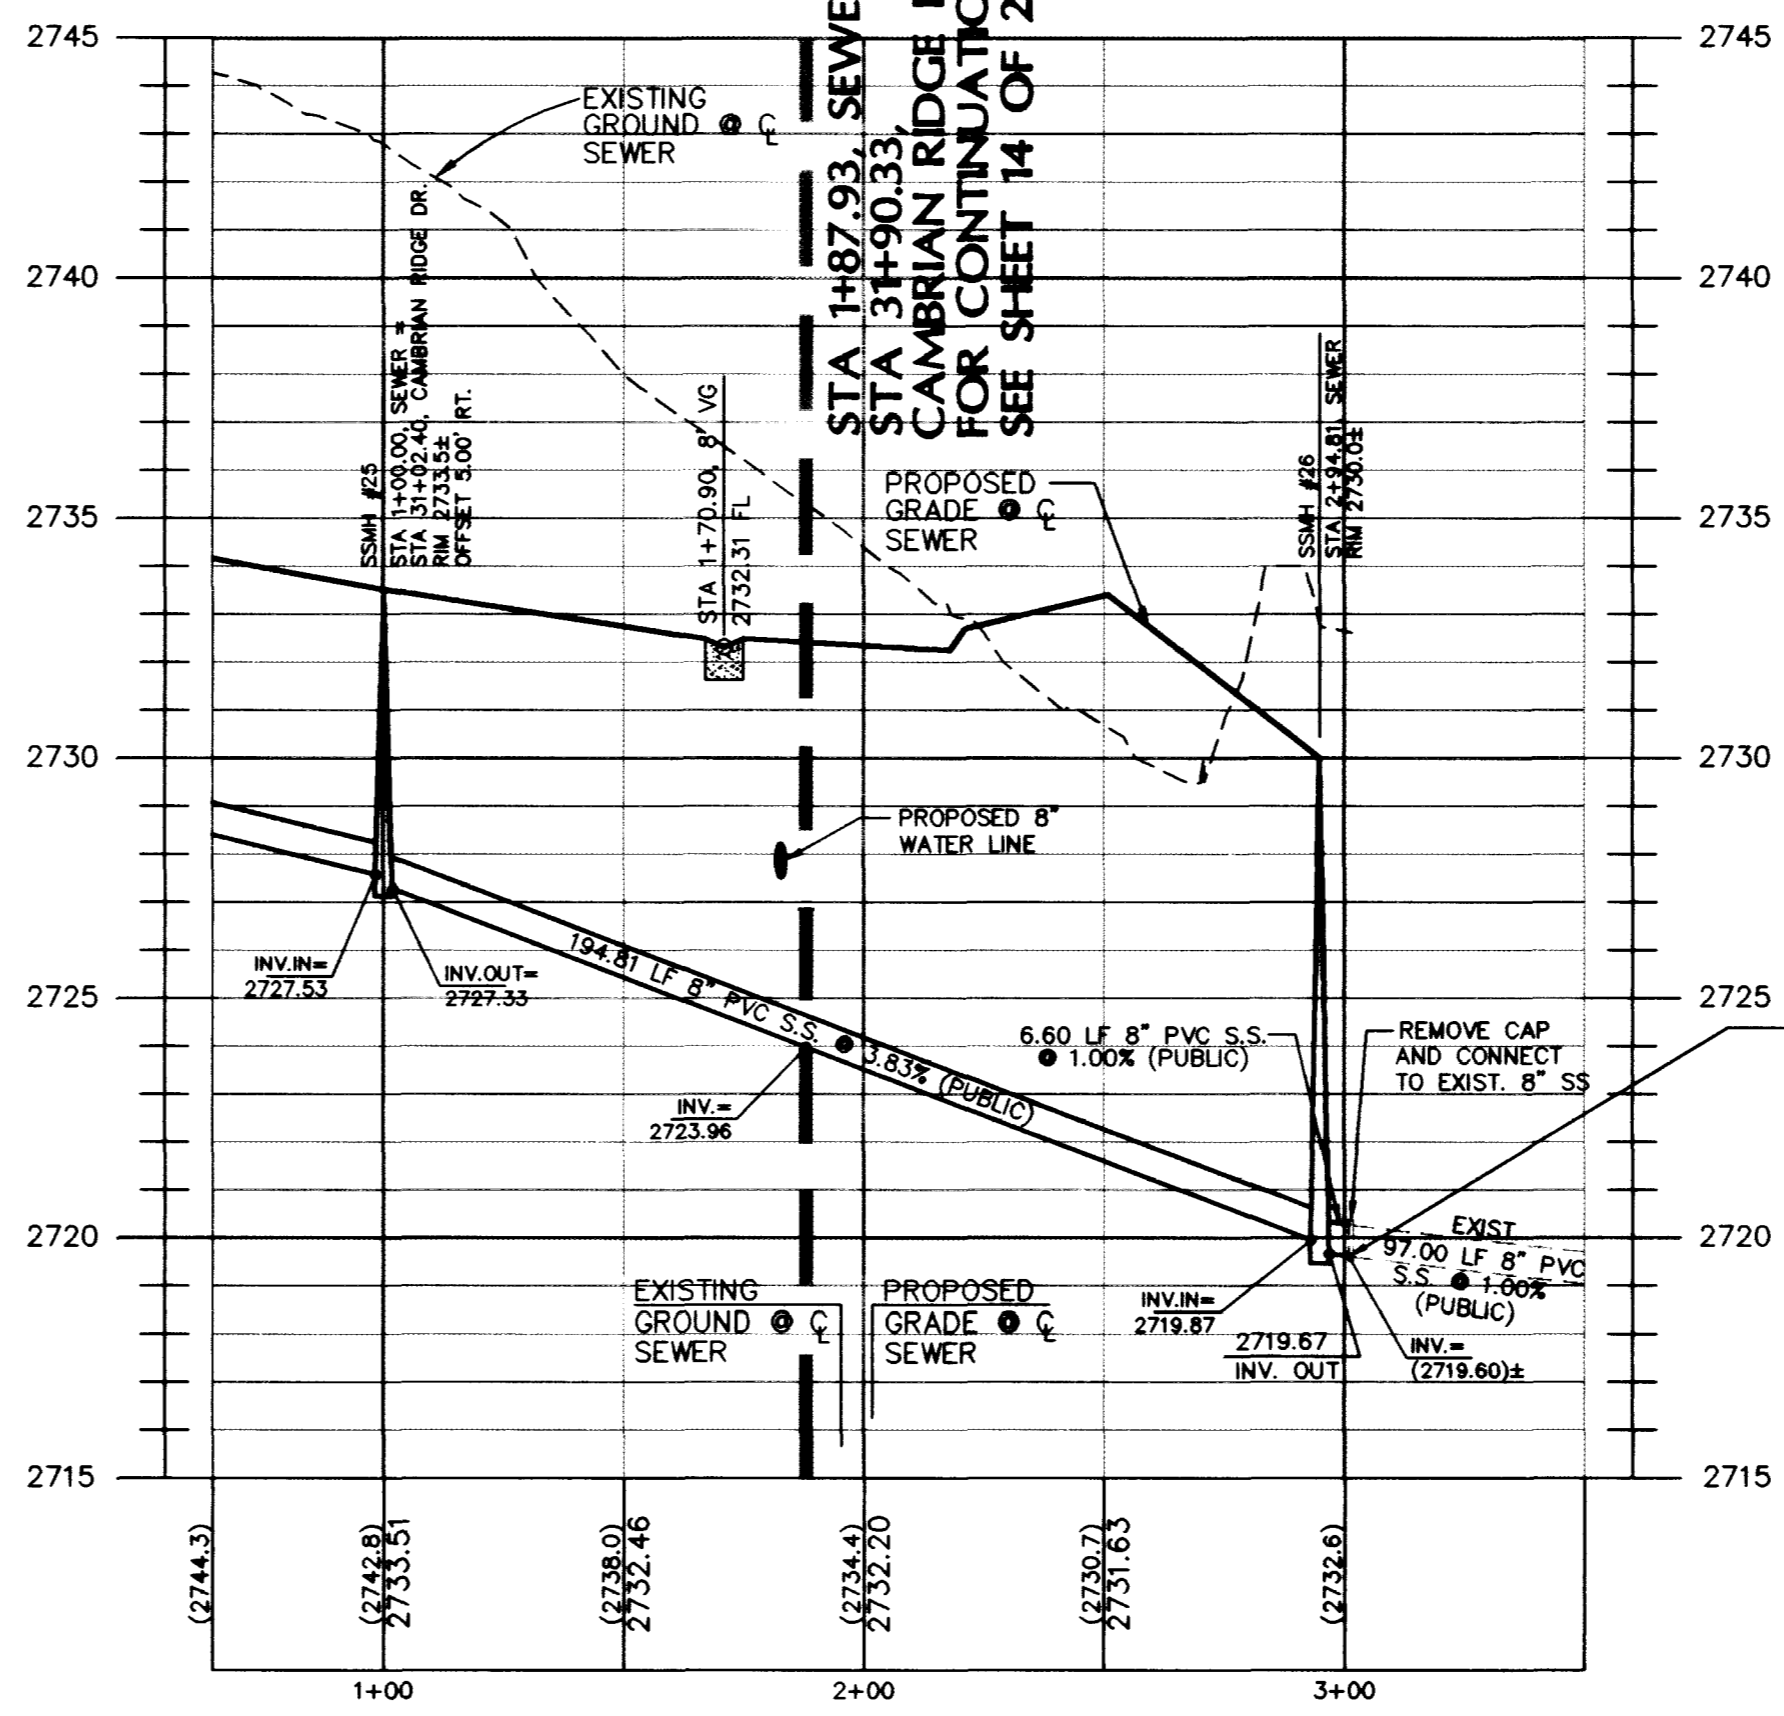 2745
2740
2735
2730
2725
2720
2715
2745
2740
2735
2730
2725
2720
2715
EXISTING
GROUND @ ℄
SEWER
STA 1+87.93, SEWE
STA 31+90.33,
CAMBRIAN RIDGE
FOR CONTINUATIO
SEE SHEET 14 OF 2
SSMH #25
STA 1+00.00, SEWER =
STA 31+02.40, CAMBRIAN RIDGE DR.
RIM 2733.5±
OFFSET 5.00' RT.
STA 1+70.90, 8' VG
2732.31 FL
PROPOSED
GRADE @ ℄
SEWER
SSMH #26
STA 2+94.81, SEWER
RIM 2730.0±
PROPOSED 8"
WATER LINE
INV.IN=
2727.53
INV.OUT=
2727.33
194.81 LF 8" PVC S.S. @ 3.83% (PUBLIC)
INV.=
2723.96
6.60 LF 8" PVC S.S.
@ 1.00% (PUBLIC)
REMOVE CAP
AND CONNECT
TO EXIST. 8" SS
EXIST
97.00 LF 8" PVC
S.S. @ 1.00%
(PUBLIC)
INV.IN=
2719.87
2719.67
INV. OUT
INV.=
(2719.60)±
EXISTING
GROUND @ ℄
SEWER
PROPOSED
GRADE @ ℄
SEWER
(2744.3)
(2742.8)
2733.51
(2738.0)
2732.46
(2734.4)
2732.20
(2730.7)
2731.63
(2732.6)
1+00
2+00
3+00